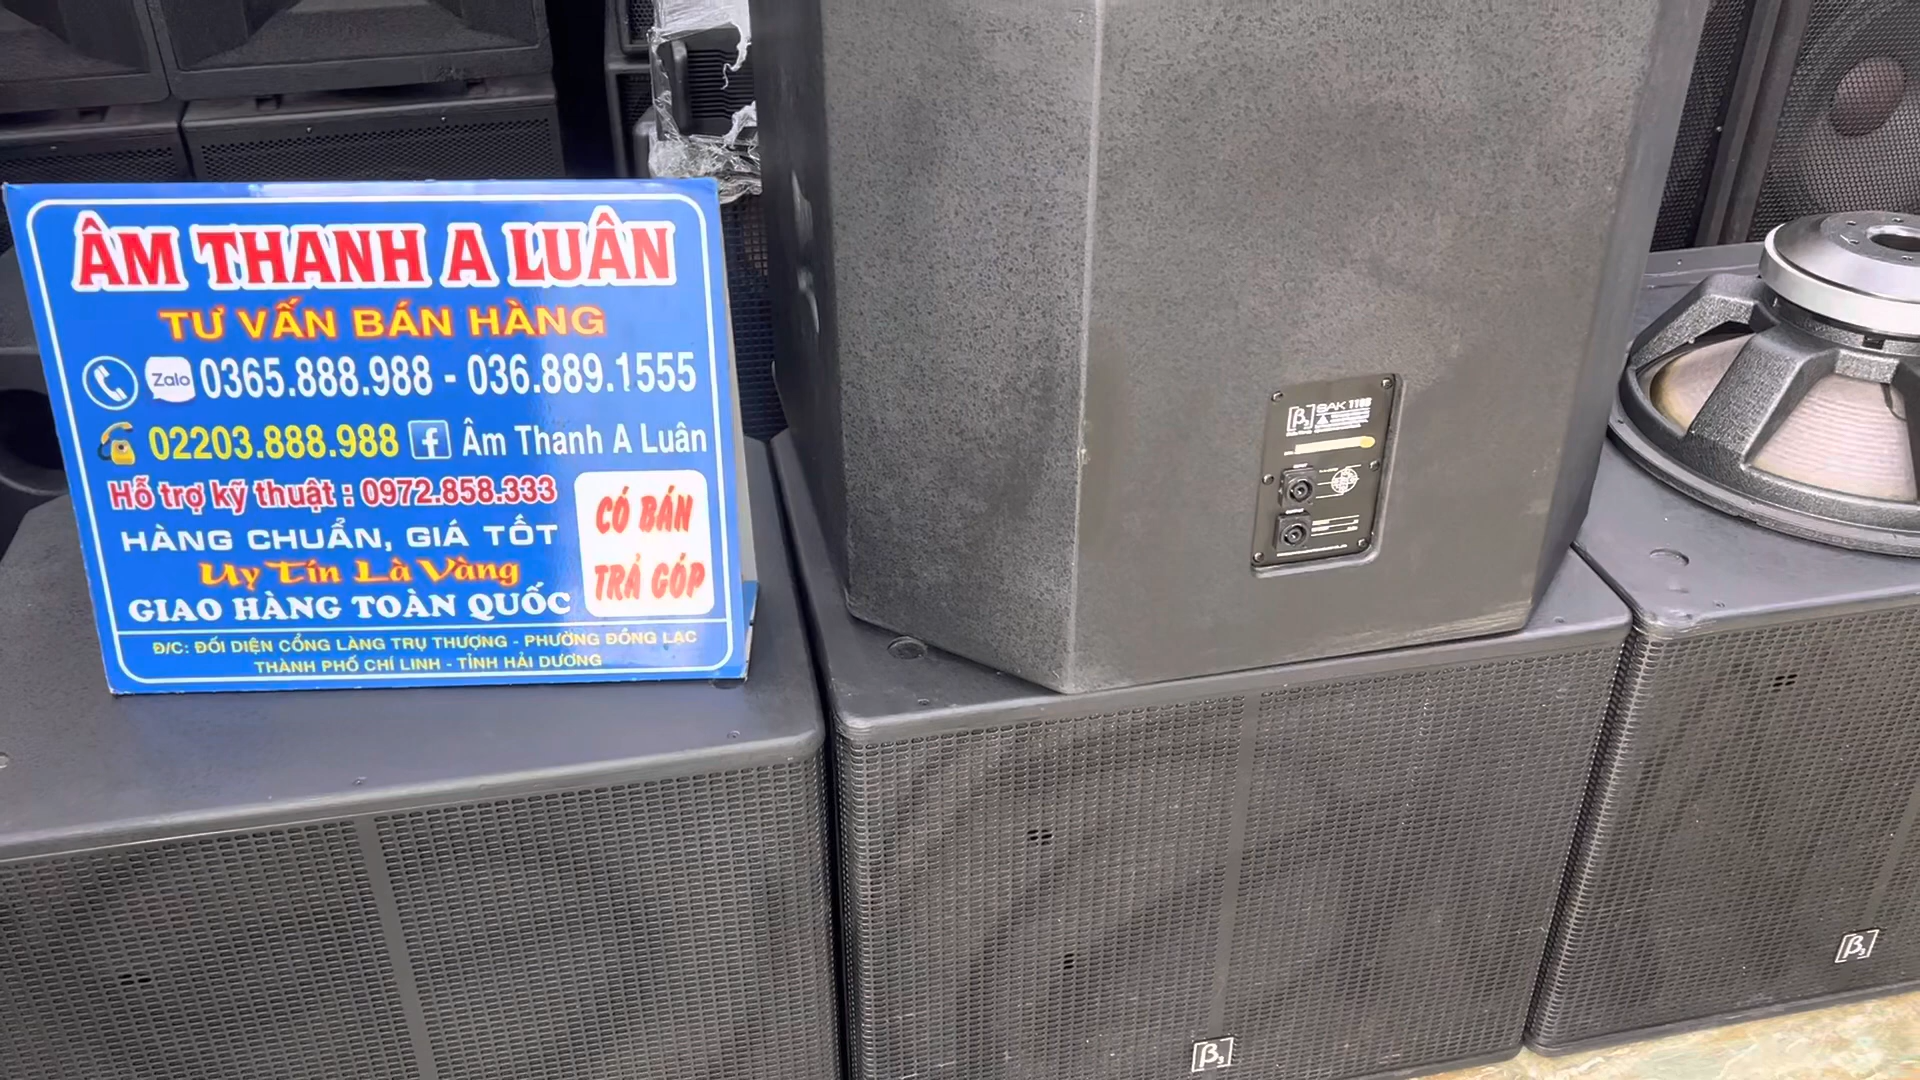 ÂM THANH A LUÂN
TƯ VẤN BÁN HÀNG
Zalo 0365.888.988 - 036.889.1555
02203.888.988 f Âm Thanh A Luân
Hỗ trợ kỹ thuật : 0972.858.333
HÀNG CHUẨN, GIÁ TỐT
Uy Tín Là Vàng
GIAO HÀNG TOÀN QUỐC
CÓ BÁN
TRẢ GÓP
Đ/C: ĐỐI DIỆN CỔNG LÀNG TRỤ THƯỢNG - PHƯỜNG ĐỒNG LẠC
THÀNH PHỐ CHÍ LINH - TỈNH HẢI DƯƠNG
[β3]
[β3]
[β3]